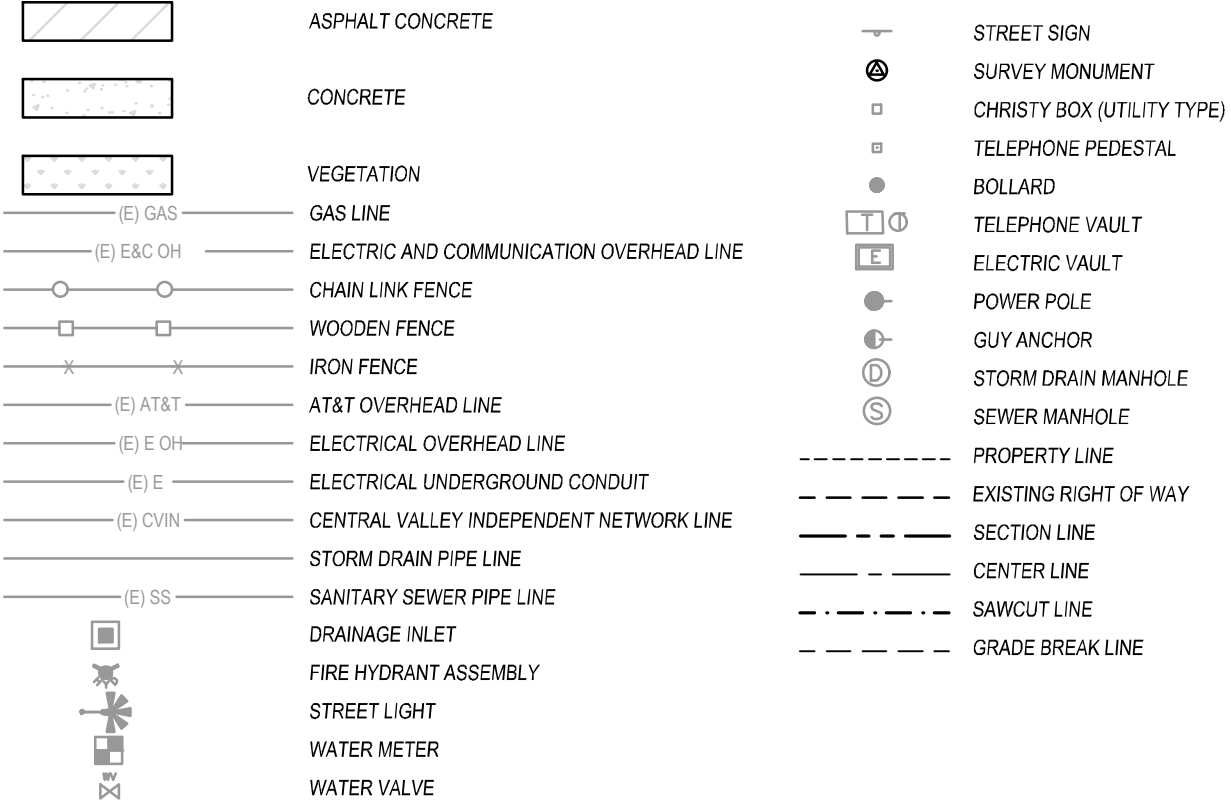 ASPHALT CONCRETE
CONCRETE
VEGETATION
(E) GAS GAS LINE
(E) E&C OH ELECTRIC AND COMMUNICATION OVERHEAD LINE
CHAIN LINK FENCE
WOODEN FENCE
X X IRON FENCE
(E) AT&T AT&T OVERHEAD LINE
(E) E OH ELECTRICAL OVERHEAD LINE
(E) E ELECTRICAL UNDERGROUND CONDUIT
(E) CVIN CENTRAL VALLEY INDEPENDENT NETWORK LINE
STORM DRAIN PIPE LINE
(E) SS SANITARY SEWER PIPE LINE
DRAINAGE INLET
FIRE HYDRANT ASSEMBLY
STREET LIGHT
WATER METER
WV WATER VALVE
STREET SIGN
SURVEY MONUMENT
CHRISTY BOX (UTILITY TYPE)
TELEPHONE PEDESTAL
BOLLARD
T T TELEPHONE VAULT
E ELECTRIC VAULT
POWER POLE
GUY ANCHOR
D STORM DRAIN MANHOLE
S SEWER MANHOLE
PROPERTY LINE
EXISTING RIGHT OF WAY
SECTION LINE
CENTER LINE
SAWCUT LINE
GRADE BREAK LINE